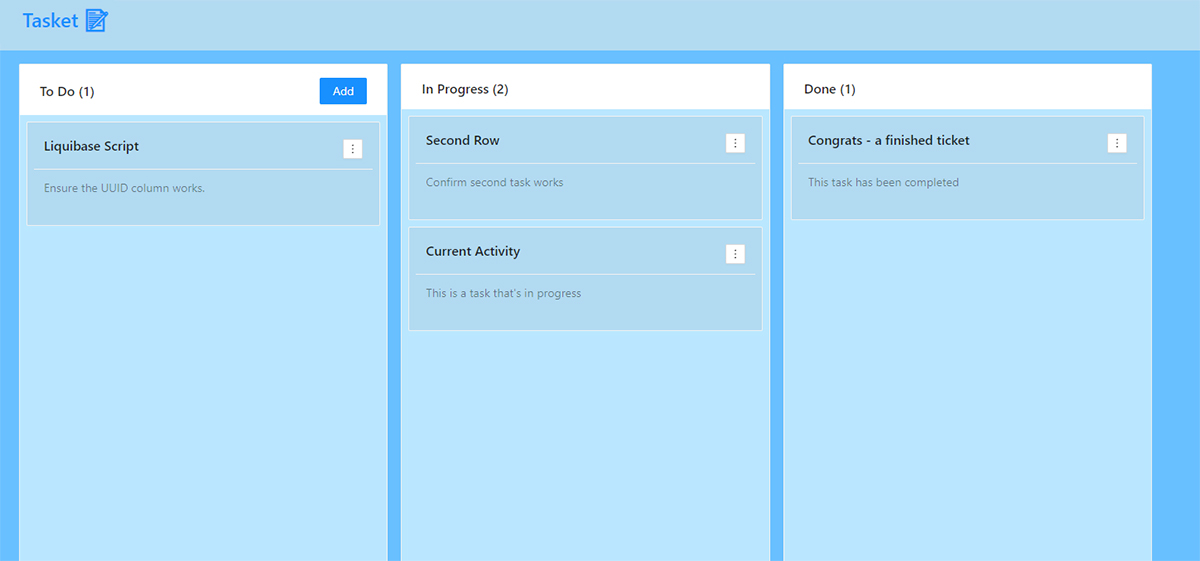 Tasket
To Do (1)
Add
Liquibase Script
Ensure the UUID column works.
In Progress (2)
Second Row
Confirm second task works
Current Activity
This is a task that's in progress
Done (1)
Congrats - a finished ticket
This task has been completed